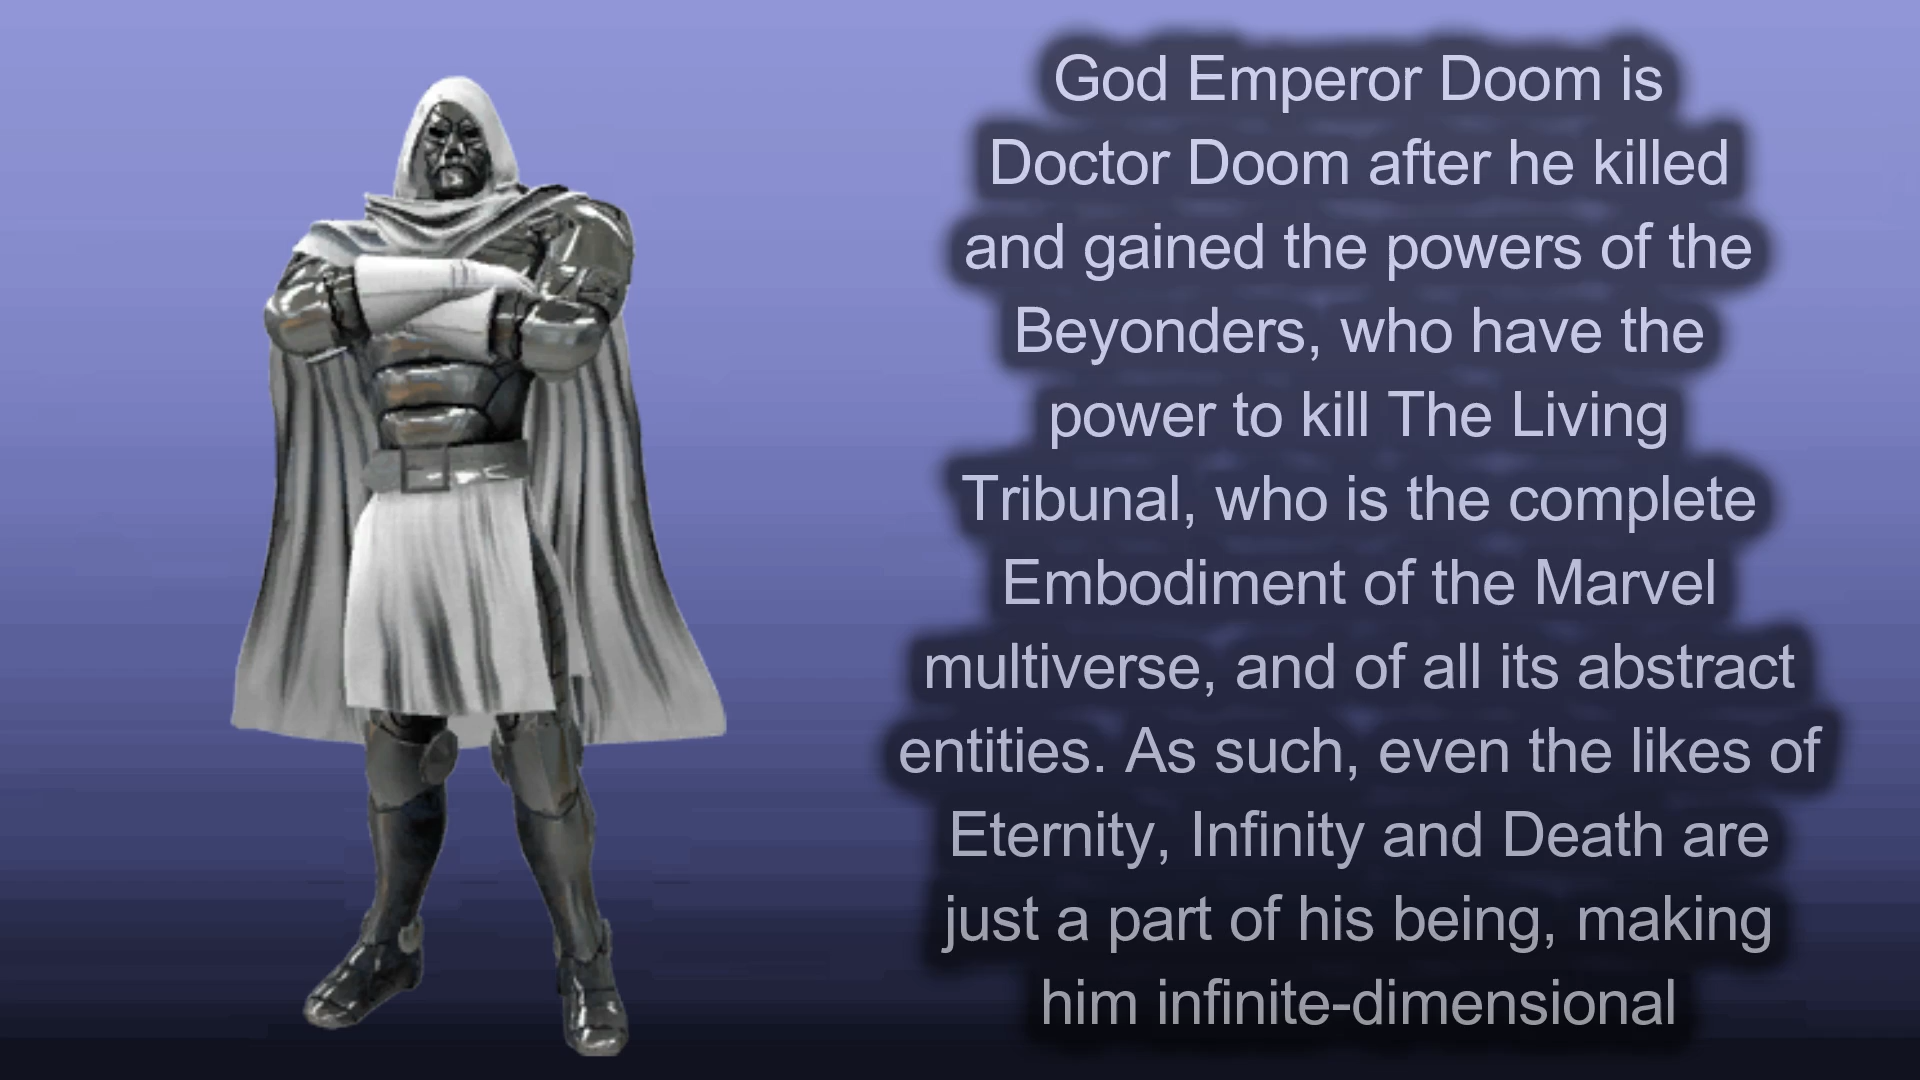 God Emperor Doom is
Doctor Doom after he killed
and gained the powers of the
Beyonders, who have the
power to kill The Living
Tribunal, who is the complete
Embodiment of the Marvel
multiverse, and of all its abstract
entities. As such, even the likes of
Eternity, Infinity and Death are
just a part of his being, making
him infinite-dimensional